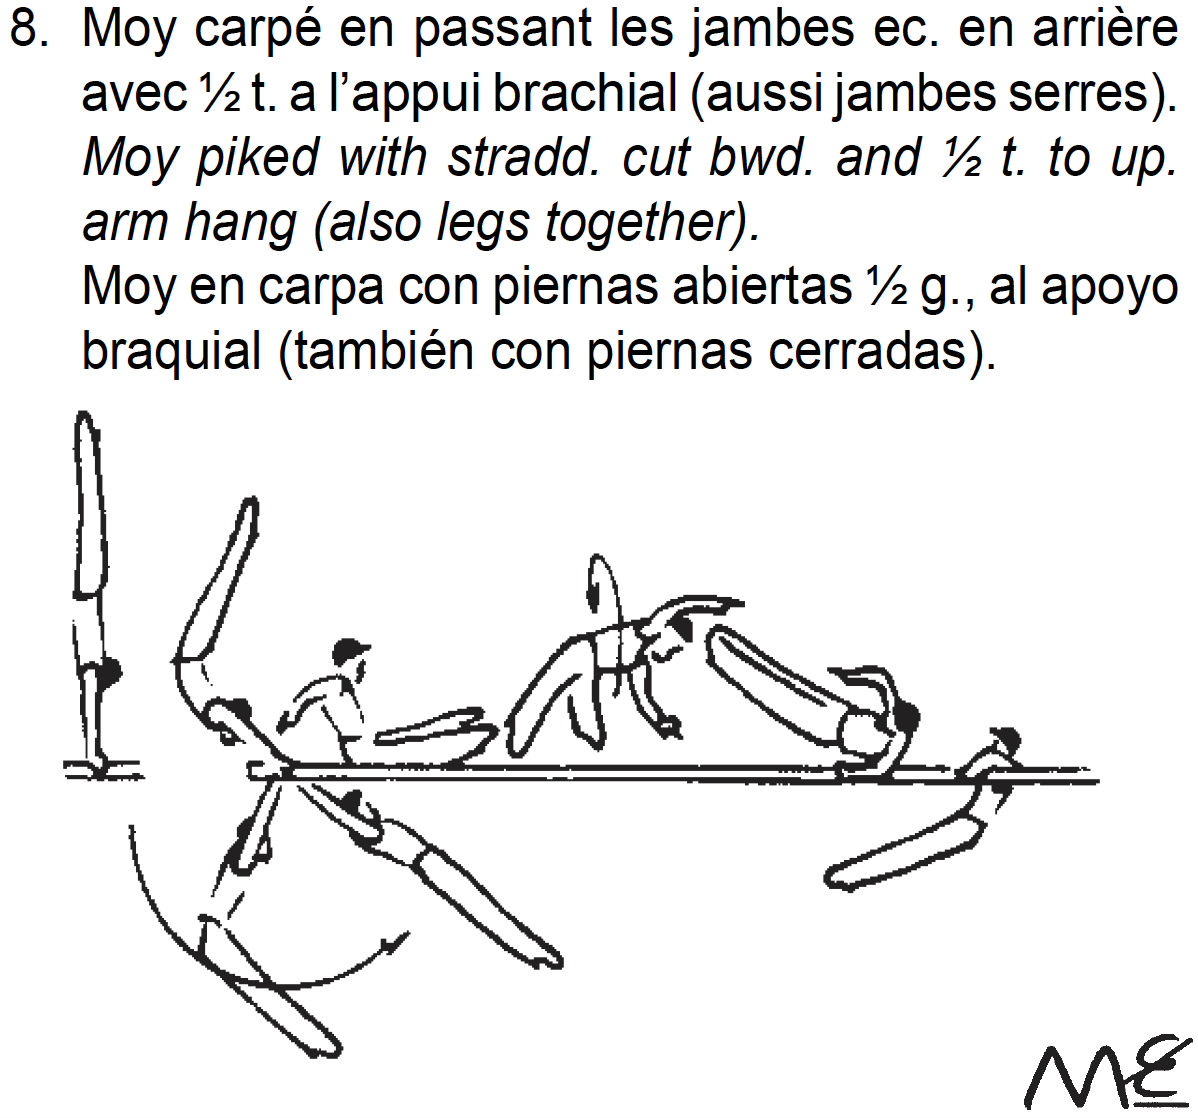 8. Moy carpé en passant les jambes ec. en arrière
avec ½ t. a l’appui brachial (aussi jambes serres).
Moy piked with stradd. cut bwd. and ½ t. to up.
arm hang (also legs together).
Moy en carpa con piernas abiertas ½ g., al apoyo
braquial (también con piernas cerradas).
ME